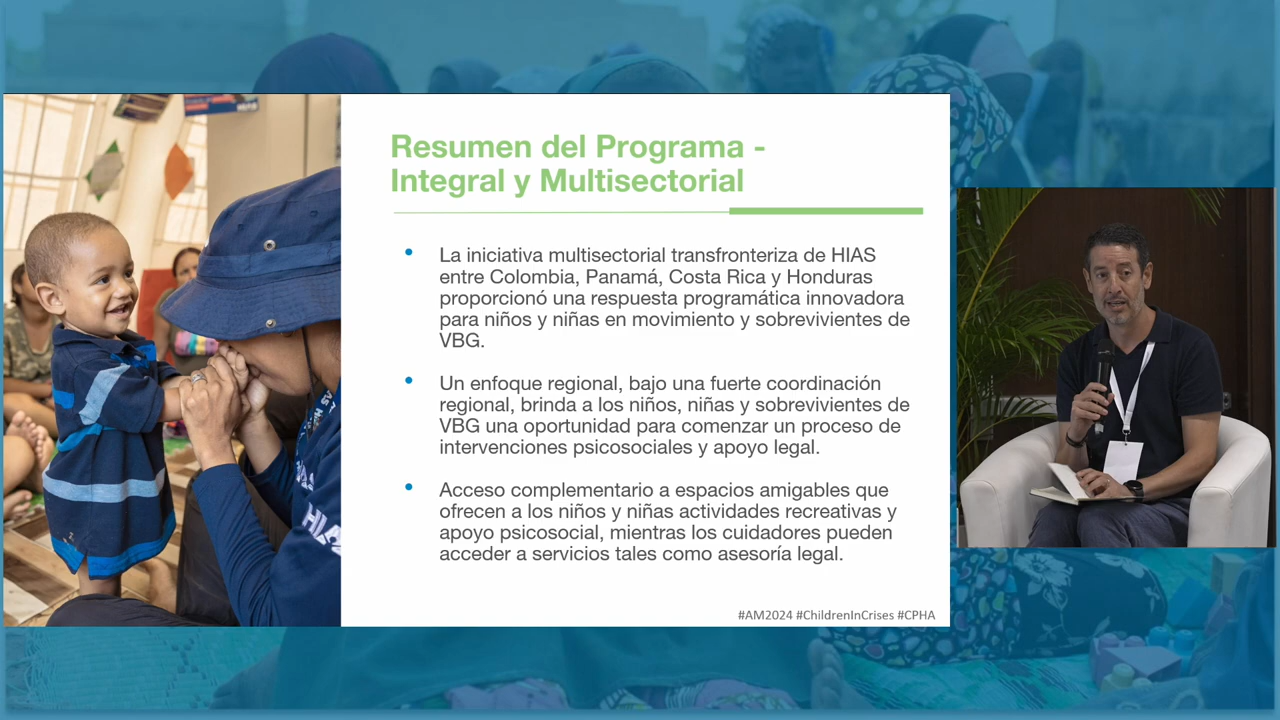 HIAS
Resumen del Programa -
Integral y Multisectorial
La iniciativa multisectorial transfronteriza de HIAS
entre Colombia, Panamá, Costa Rica y Honduras
proporcionó una respuesta programática innovadora
para niños y niñas en movimiento y sobrevivientes de
VBG.
Un enfoque regional, bajo una fuerte coordinación
regional, brinda a los niños, niñas y sobrevivientes de
VBG una oportunidad para comenzar un proceso de
intervenciones psicosociales y apoyo legal.
Acceso complementario a espacios amigables que
ofrecen a los niños y niñas actividades recreativas y
apoyo psicosocial, mientras los cuidadores pueden
acceder a servicios tales como asesoría legal.
#AM2024 #ChildrenInCrises #CPHA